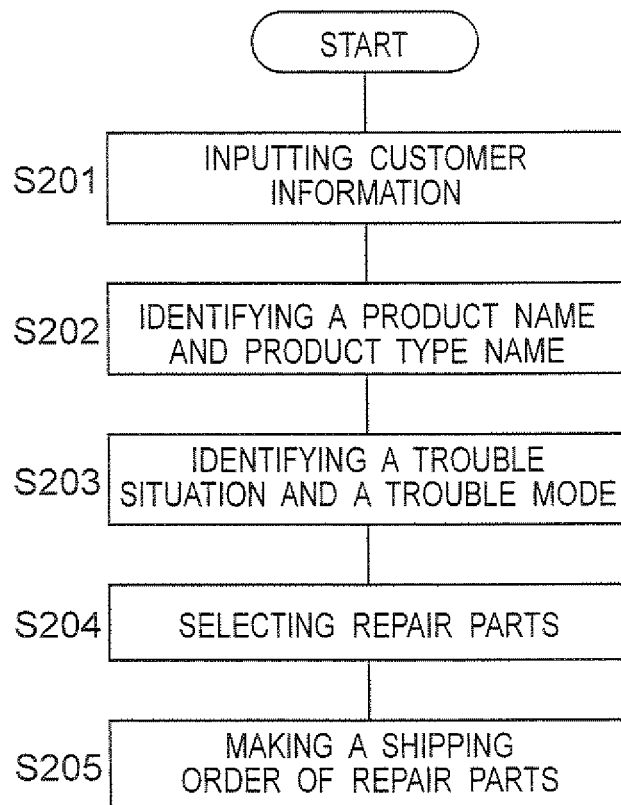 START
S201
INPUTTING CUSTOMER
INFORMATION
S202
IDENTIFYING A PRODUCT NAME
AND PRODUCT TYPE NAME
S203
IDENTIFYING A TROUBLE
SITUATION AND A TROUBLE MODE
S204
SELECTING REPAIR PARTS
S205
MAKING A SHIPPING
ORDER OF REPAIR PARTS